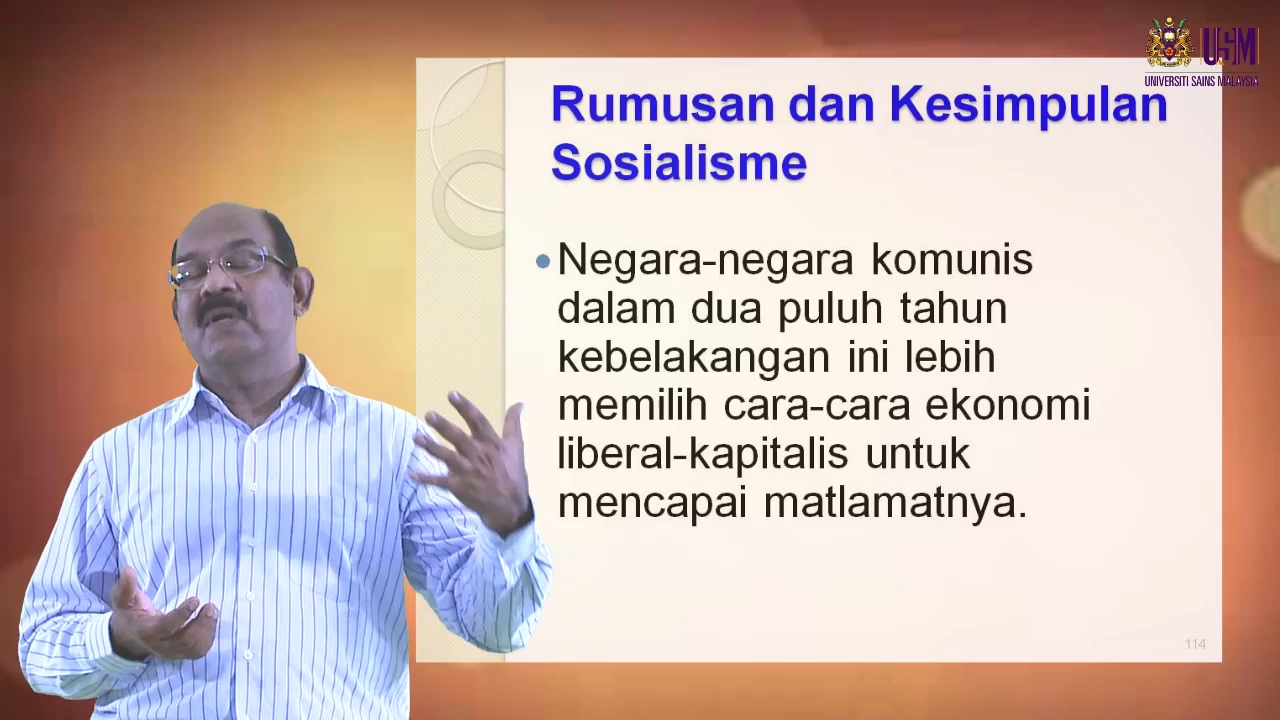 USM
UNIVERSITI SAINS MALAYSIA
Rumusan dan Kesimpulan
Sosialisme
Negara-negara komunis
dalam dua puluh tahun
kebelakangan ini lebih
memilih cara-cara ekonomi
liberal-kapitalis untuk
mencapai matlamatnya.
114